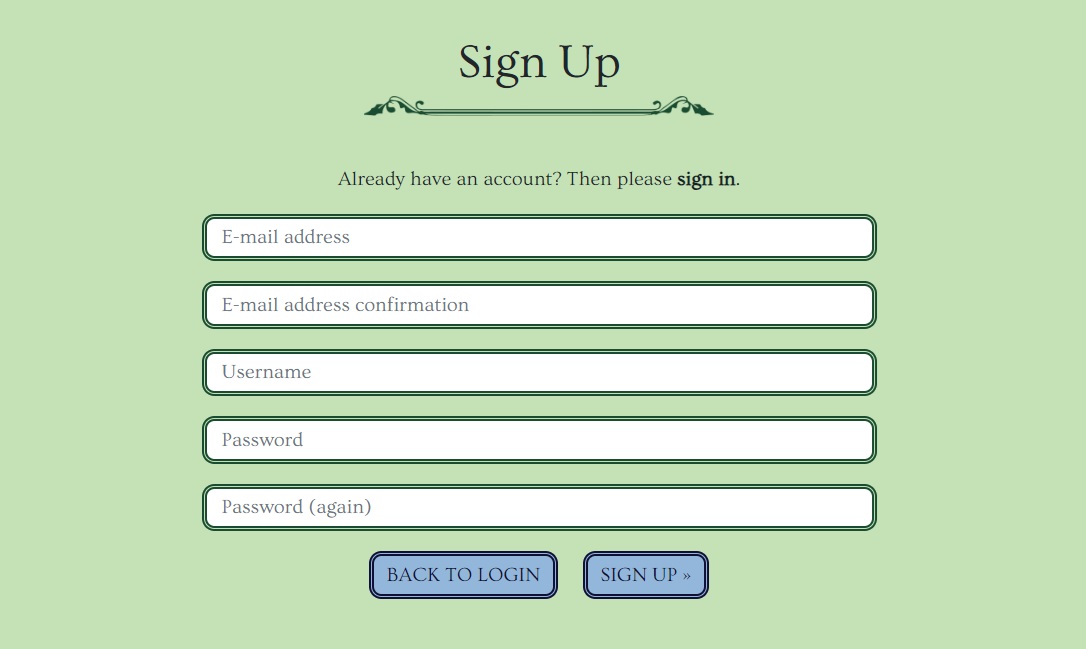 Sign Up
Already have an account? Then please sign in.
E-mail address
E-mail address confirmation
Username
Password
Password (again)
BACK TO LOGIN
SIGN UP »